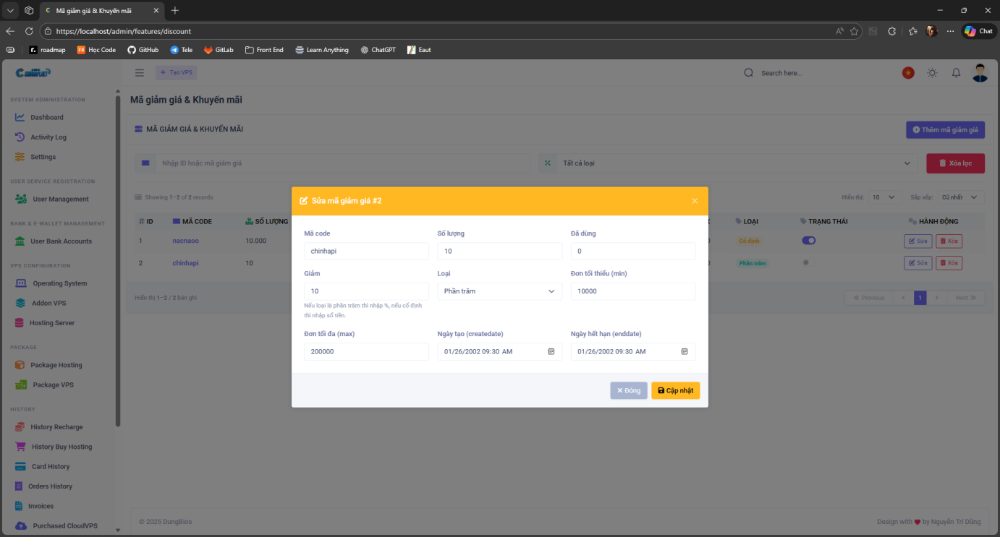 Mã giảm giá & Khuyến mãi
https://localhost/admin/features/discount
Chat
roadmap
F8 Học Code
GitHub
Tele
GitLab
Front End
Learn Anything
ChatGPT
Eaut
+ Tạo VPS
Search here...
SYSTEM ADMINISTRATION
Dashboard
Activity Log
Settings
USER SERVICE REGISTRATION
User Management
BANK & E-WALLET MANAGEMENT
User Bank Accounts
VPS CONFIGURATION
Operating System
Addon VPS
Hosting Server
PACKAGE
Package Hosting
Package VPS
HISTORY
History Recharge
History Buy Hosting
Card History
Orders History
Invoices
Purchased CloudVPS
Mã giảm giá & Khuyến mãi
MÃ GIẢM GIÁ & KHUYẾN MÃI
Thêm mã giảm giá
Nhập ID hoặc mã giảm giá
Tất cả loại
Xóa lọc
Showing 1–2 of 2 records
Hiển thị: 10
Sắp xếp: Cũ nhất
# ID MÃ CODE SỐ LƯỢNG LOẠI TRẠNG THÁI HÀNH ĐỘNG
1 nacnaoo 10.000 Cố định Sửa Xóa
2 chinhapi 10 Phần trăm Sửa Xóa
Hiển thị 1–2 / 2 bản ghi
Previous 1 Next
Sửa mã giảm giá #2
Mã code Số lượng Đã dùng
chinhapi 10 0
Giảm Loại Đơn tối thiểu (min)
10 Phần trăm 10000
Nếu loại là phần trăm thì nhập %, nếu cố định
thì nhập số tiền.
Đơn tối đa (max) Ngày tạo (createdate) Ngày hết hạn (enddate)
200000 01/26/2002 09:30 AM 01/26/2002 09:30 AM
Đóng Cập nhật
© 2025 DungBios
Design with by Nguyễn Trí Dũng